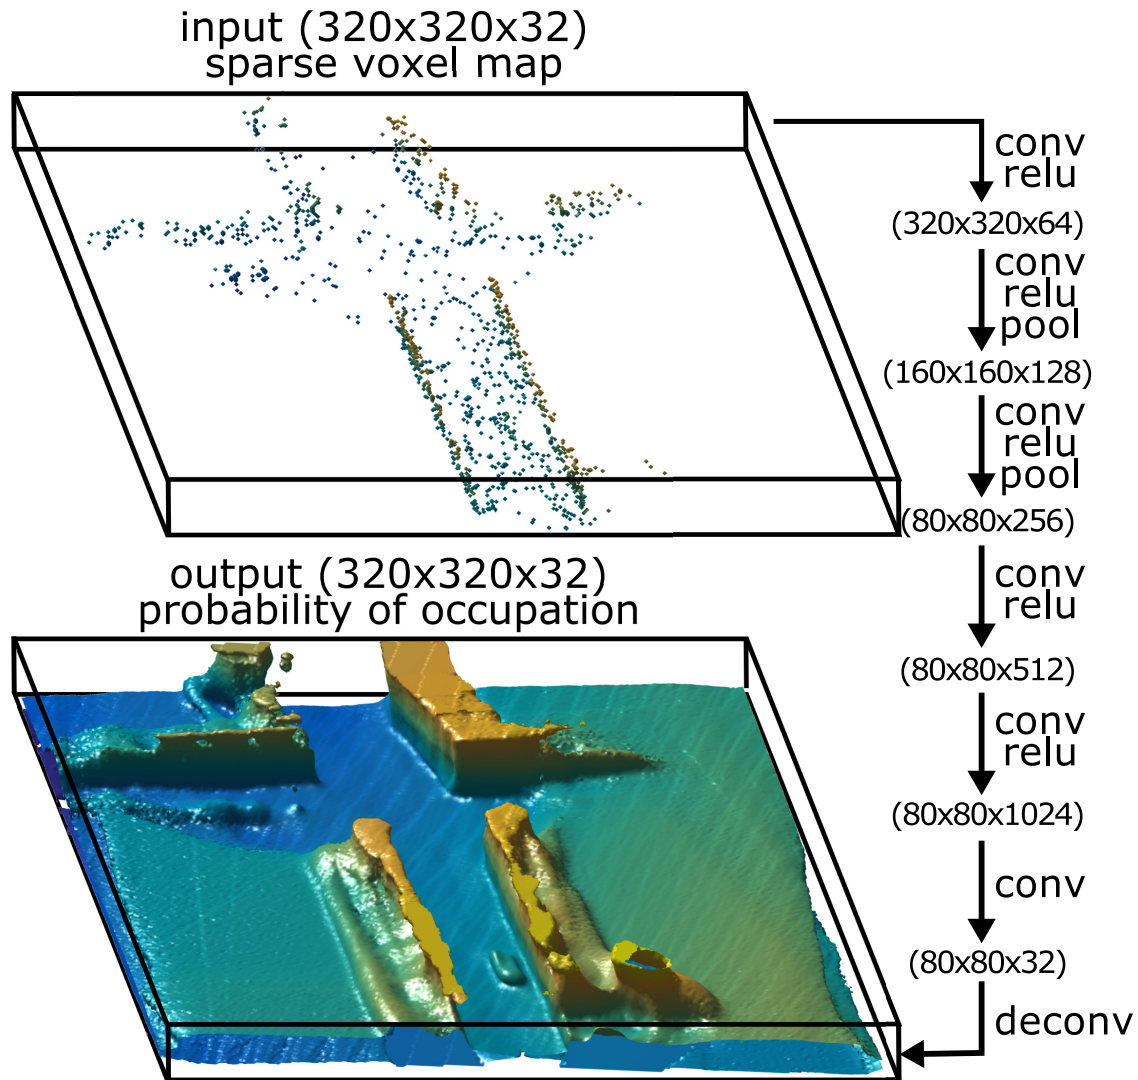 input (320x320x32)
sparse voxel map
conv
relu
(320x320x64)
conv
relu
pool
(160x160x128)
conv
relu
pool
(80x80x256)
conv
relu
(80x80x512)
conv
relu
(80x80x1024)
conv
(80x80x32)
deconv
output (320x320x32)
probability of occupation